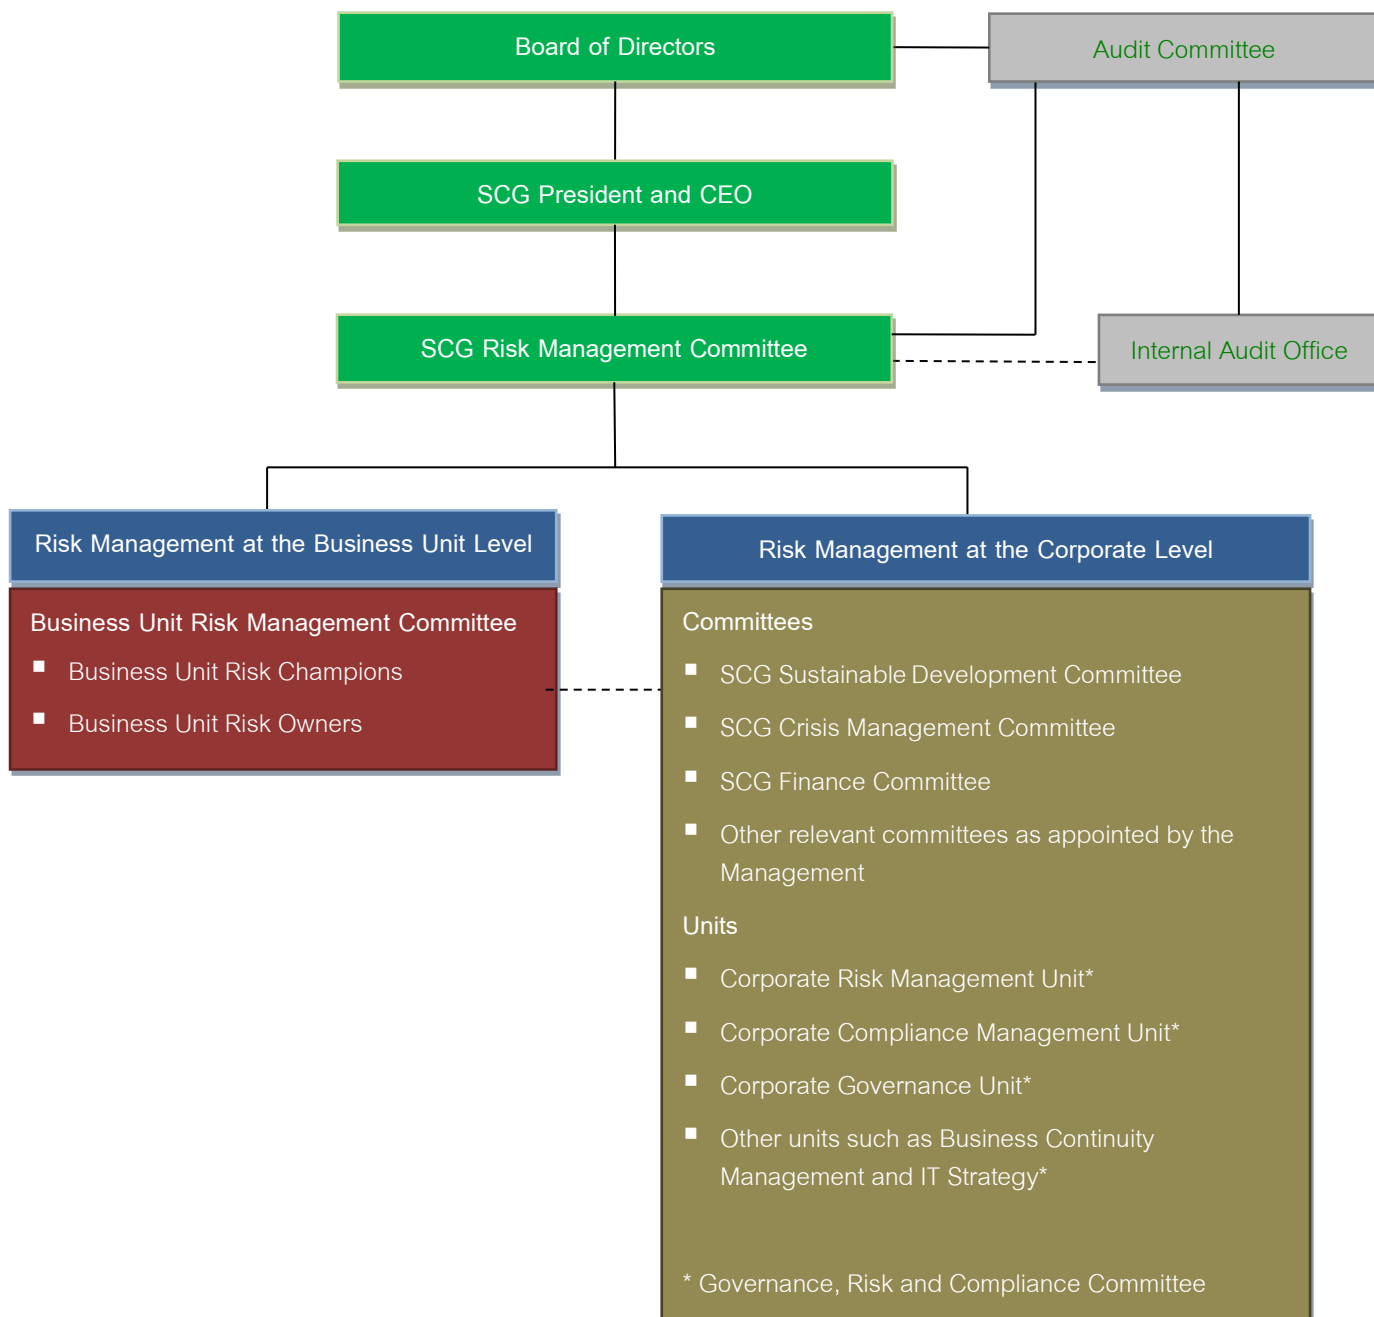 Board of Directors
Audit Committee
SCG President and CEO
SCG Risk Management Committee
Internal Audit Office
Risk Management at the Business Unit Level
Business Unit Risk Management Committee
Business Unit Risk Champions
Business Unit Risk Owners
Risk Management at the Corporate Level
Committees
SCG Sustainable Development Committee
SCG Crisis Management Committee
SCG Finance Committee
Other relevant committees as appointed by the
Management
Units
Corporate Risk Management Unit*
Corporate Compliance Management Unit*
Corporate Governance Unit*
Other units such as Business Continuity
Management and IT Strategy*
* Governance, Risk and Compliance Committee